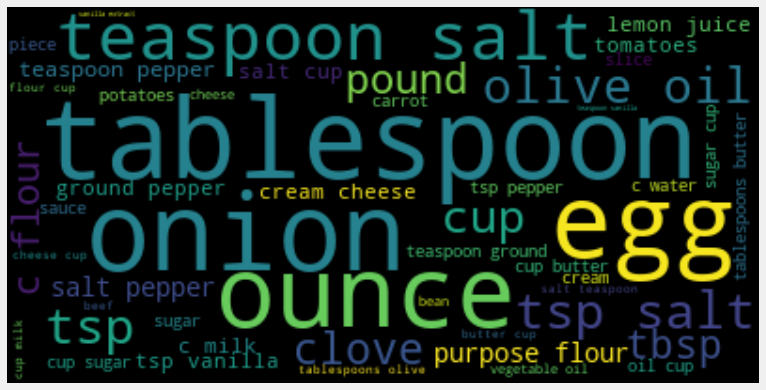 vanilla extract
teaspoon salt
lemon juice
piece
tomatoes
slice
teaspoon pepper
salt cup
pound
olive oil
flour cup
potatoes
cheese
carrot
teaspoon vanilla
tablespoon
sugar cup
tablespoons butter
c flour
ground pepper
cream cheese
tsp pepper
c water
sauce
onion
cup
egg
cheese cup
teaspoon ground
cup butter
cream
salt pepper
ounce
salt teaspoon
beef
bean
tsp salt
tsp
sugar
butter cup
cup milk
c milk
clove
purpose flour
tbsp
cup sugar
tsp vanilla
tablespoons olive
vegetable oil
oil cup